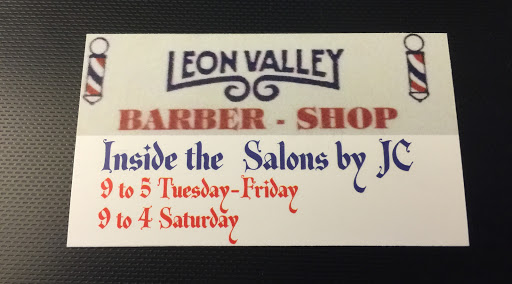 LEON VALLEY
BARBER - SHOP
Inside the Salons by JC
9 to 5 Tuesday-Friday
9 to 4 Saturday